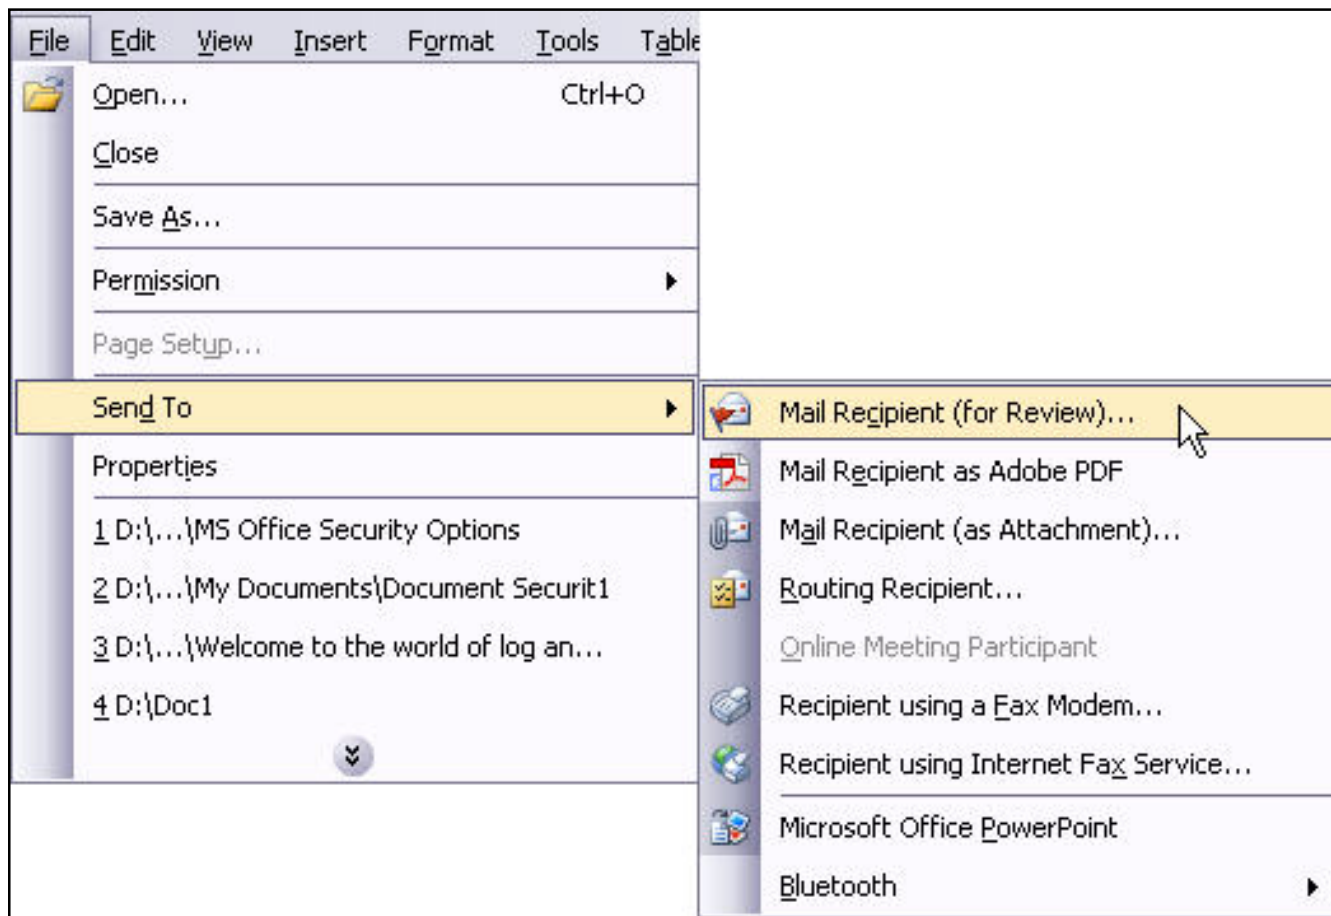 File Edit View Insert Format Tools Table
Open... Ctrl+O
Close
Save As...
Permission
Page Setup...
Send To
Properties
1 D:\...\MS Office Security Options
2 D:\...\My Documents\Document Securit1
3 D:\...\Welcome to the world of log an...
4 D:\Doc1
Mail Recipient (for Review)...
Mail Recipient as Adobe PDF
Mail Recipient (as Attachment)...
Routing Recipient...
Online Meeting Participant
Recipient using a Fax Modem...
Recipient using Internet Fax Service...
Microsoft Office PowerPoint
Bluetooth